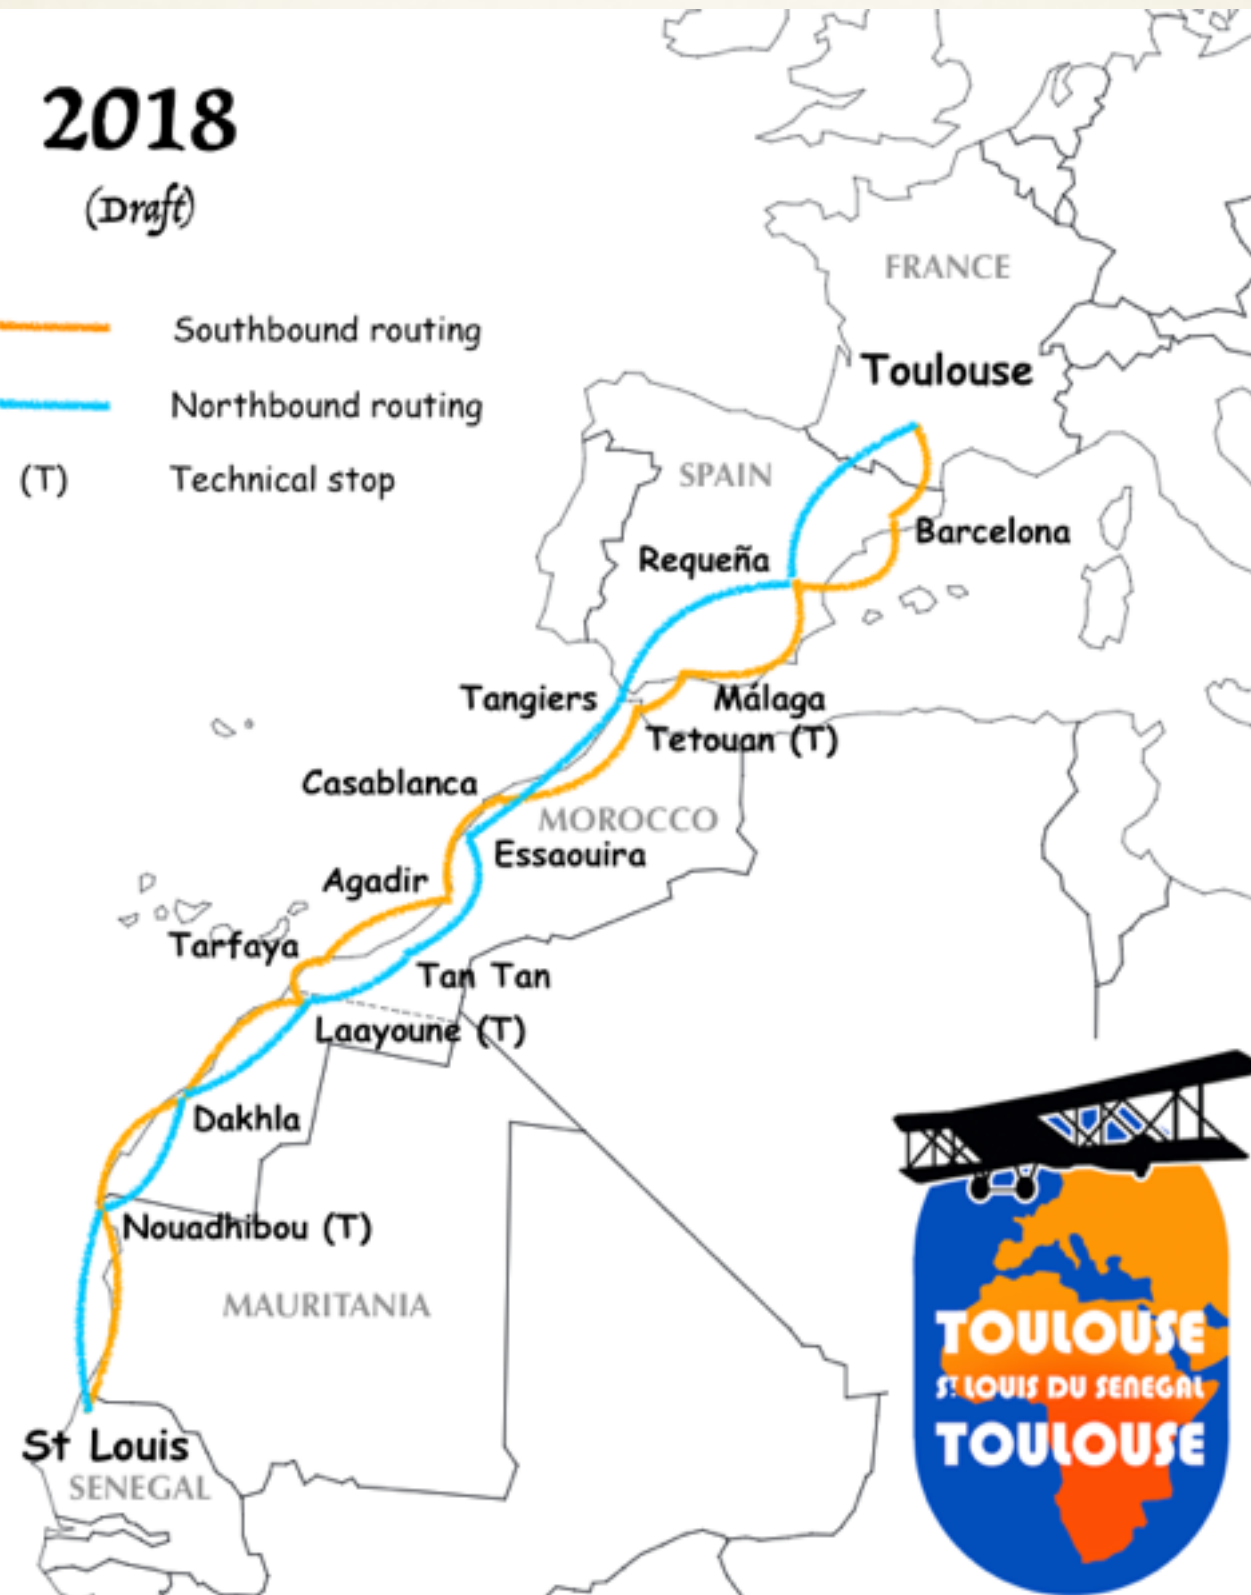 2018
(Draft)
Southbound routing
Northbound routing
(T) Technical stop
FRANCE
Toulouse
SPAIN
Barcelona
Requeña
Tangiers
Málaga
Tetouan (T)
Casablanca
MOROCCO
Essaouira
Agadir
Tarfaya
Tan Tan
Laayoune (T)
Dakhla
Nouadhibou (T)
MAURITANIA
St Louis
SENEGAL
TOULOUSE
ST LOUIS DU SENEGAL
TOULOUSE